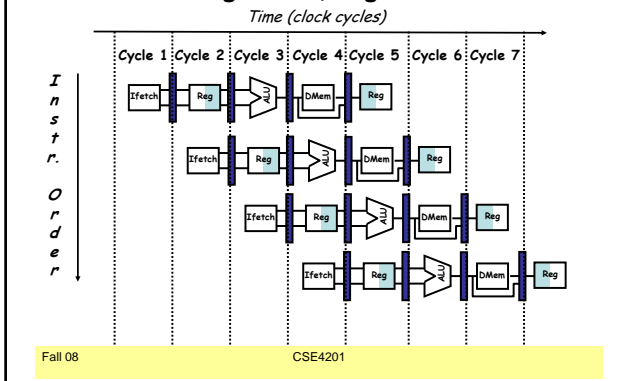 Time (clock cycles)
Cycle 1 Cycle 2 Cycle 3 Cycle 4 Cycle 5 Cycle 6 Cycle 7
Instr. Order
Ifetch Reg ALU DMem Reg
Ifetch Reg ALU DMem Reg
Ifetch Reg ALU DMem Reg
Ifetch Reg ALU DMem Reg
Fall 08 CSE4201